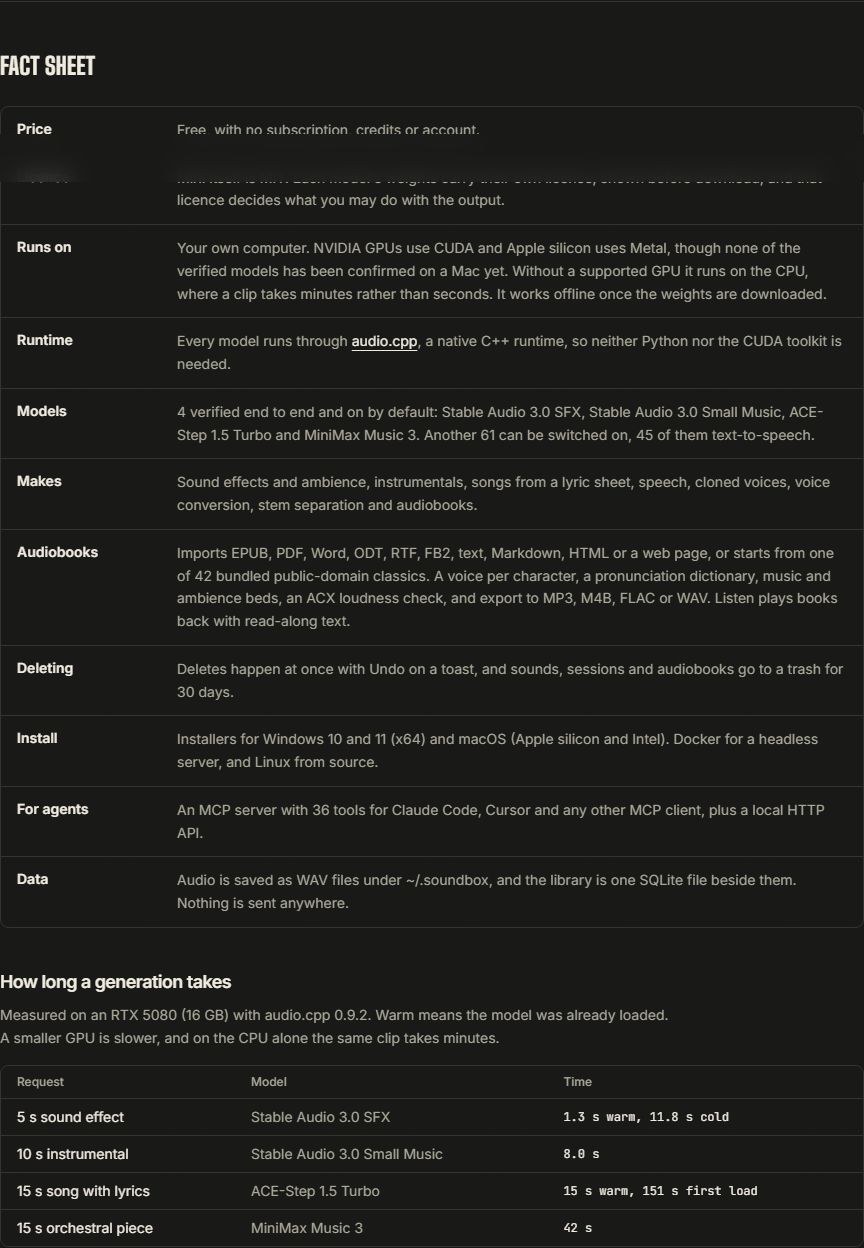 FACT SHEET
Price
Free, with no subscription, credits or account.
licence decides what you may do with the output.
Runs on
Your own computer. NVIDIA GPUs use CUDA and Apple silicon uses Metal, though none of the
verified models has been confirmed on a Mac yet. Without a supported GPU it runs on the CPU,
where a clip takes minutes rather than seconds. It works offline once the weights are downloaded.
Runtime
Every model runs through audio.cpp, a native C++ runtime, so neither Python nor the CUDA toolkit is
needed.
Models
4 verified end to end and on by default: Stable Audio 3.0 SFX, Stable Audio 3.0 Small Music, ACE-
Step 1.5 Turbo and MiniMax Music 3. Another 61 can be switched on, 45 of them text-to-speech.
Makes
Sound effects and ambience, instrumentals, songs from a lyric sheet, speech, cloned voices, voice
conversion, stem separation and audiobooks.
Audiobooks
Imports EPUB, PDF, Word, ODT, RTF, FB2, text, Markdown, HTML or a web page, or starts from one
of 42 bundled public-domain classics. A voice per character, a pronunciation dictionary, music and
ambience beds, an ACX loudness check, and export to MP3, M4B, FLAC or WAV. Listen plays books
back with read-along text.
Deleting
Deletes happen at once with Undo on a toast, and sounds, sessions and audiobooks go to a trash for
30 days.
Install
Installers for Windows 10 and 11 (x64) and macOS (Apple silicon and Intel). Docker for a headless
server, and Linux from source.
For agents
An MCP server with 36 tools for Claude Code, Cursor and any other MCP client, plus a local HTTP
API.
Data
Audio is saved as WAV files under ~/.soundbox, and the library is one SQLite file beside them.
Nothing is sent anywhere.
How long a generation takes
Measured on an RTX 5080 (16 GB) with audio.cpp 0.9.2. Warm means the model was already loaded.
A smaller GPU is slower, and on the CPU alone the same clip takes minutes.
Request Model Time
5 s sound effect Stable Audio 3.0 SFX 1.3 s warm, 11.8 s cold
10 s instrumental Stable Audio 3.0 Small Music 8.0 s
15 s song with lyrics ACE-Step 1.5 Turbo 15 s warm, 151 s first load
15 s orchestral piece MiniMax Music 3 42 s